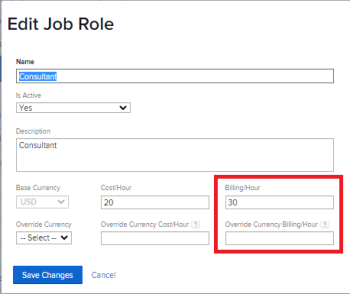 Edit Job Role
Name
Consultant
Is Active
Yes
Description
Consultant
Base Currency Cost/Hour Billing/Hour
USD 20 30
Override Currency Override Currency Cost/Hour ? Override Currency Billing/Hour ?
-- Select --
Save Changes Cancel